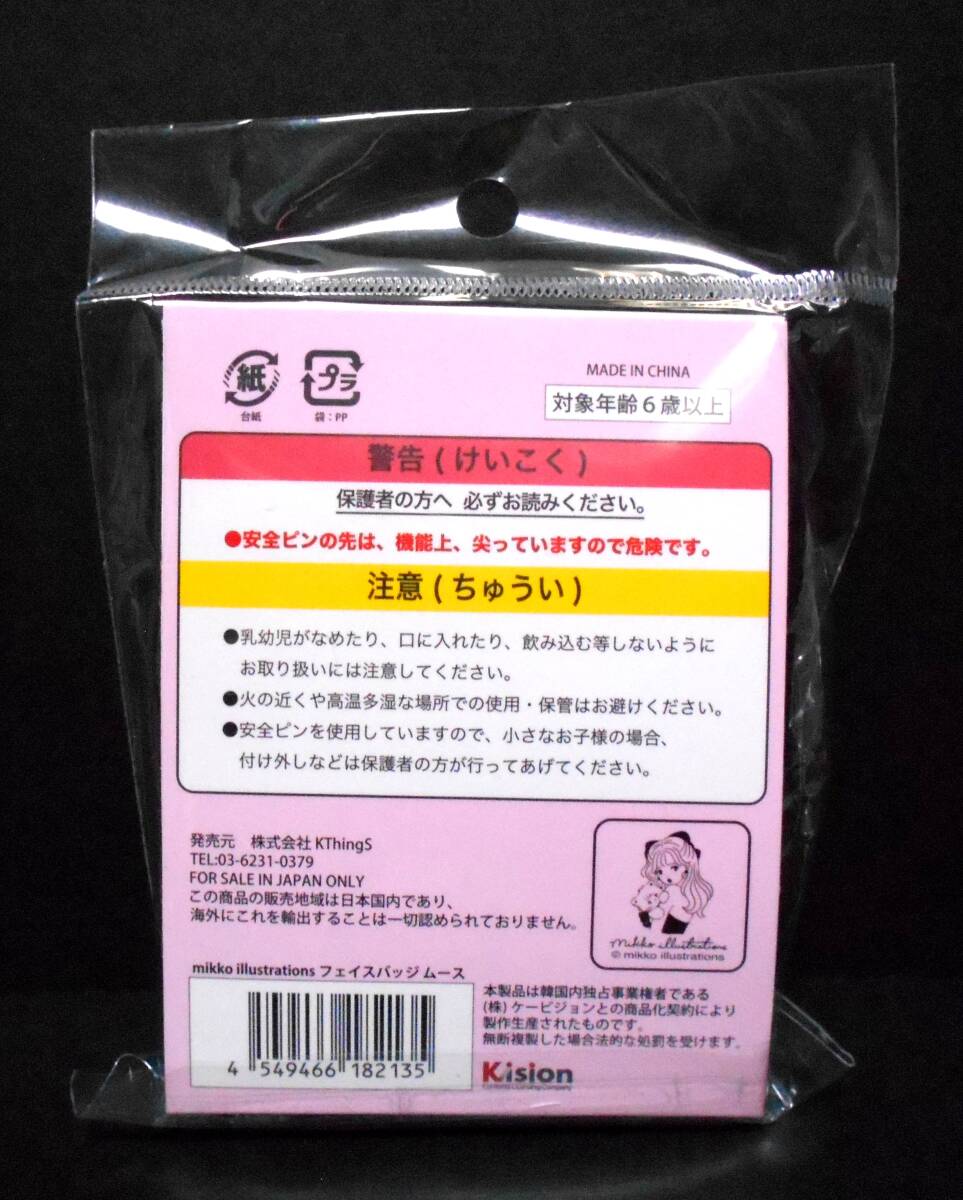 紙
台紙
プラ
袋：PP
MADE IN CHINA
対象年齢６歳以上
警告 ( けいこく )
保護者の方へ 必ずお読みください。
●安全ピンの先は、機能上、尖っていますので危険です。
注意 ( ちゅうい )
●乳幼児がなめたり、口に入れたり、飲み込む等しないように
お取り扱いには注意してください。
●火の近くや高温多湿な場所での使用・保管はお避けください。
●安全ピンを使用していますので、小さなお子様の場合、
付け外しなどは保護者の方が行ってあげてください。
発売元　株式会社 KThingS
TEL:03-6231-0379
FOR SALE IN JAPAN ONLY
この商品の販売地域は日本国内であり、
海外にこれを輸出することは一切認められておりません。
Mikko illustrations
© mikko illustrations
mikko illustrations フェイスバッジ ムース
4 549466 182135
本製品は韓国内独占事業権者である
(株) ケービジョンとの商品化契約により
製作生産されたものです。
無断複製した場合法的な処罰を受けます。
Kision